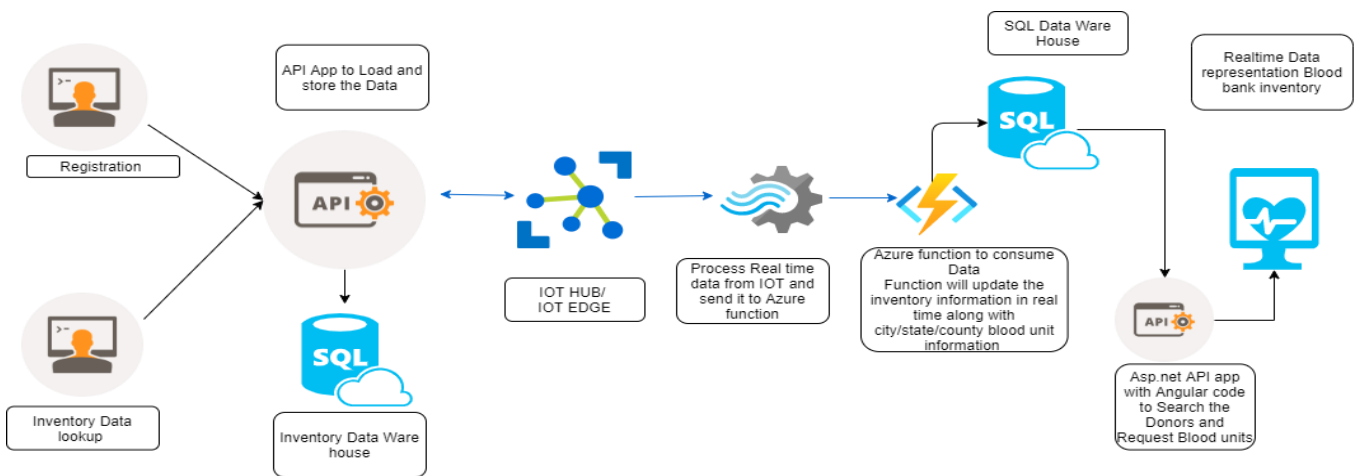 >-
Registration
>-
Inventory Data
lookup
API App to Load and
store the Data
API
SQL
Inventory Data Ware
house
IOT HUB/
IOT EDGE
Process Real time
data from IOT and
send it to Azure
function
Azure function to consume
Data
Function will update the
inventory information in real
time along with
city/state/county blood unit
information
SQL Data Ware
House
SQL
API
Asp.net API app
with Angular code
to Search the
Donors and
Request Blood units
Realtime Data
representation Blood
bank inventory